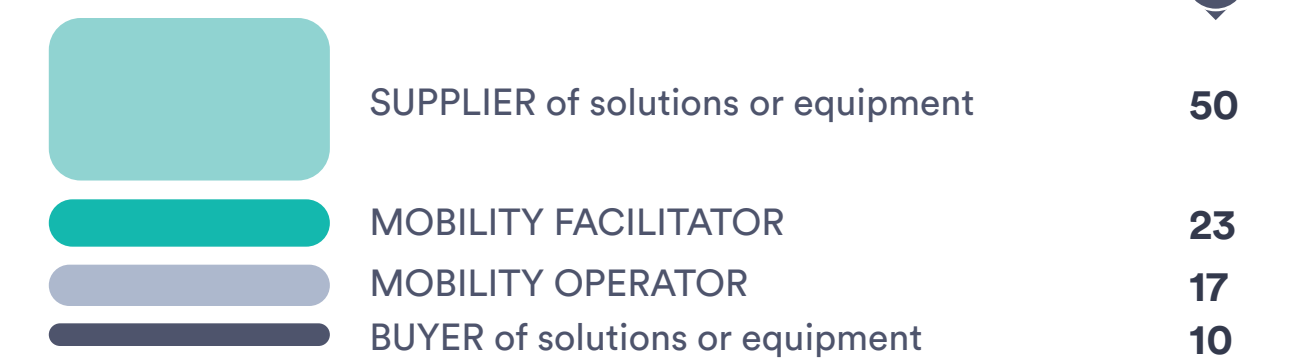 SUPPLIER of solutions or equipment 50
MOBILITY FACILITATOR 23
MOBILITY OPERATOR 17
BUYER of solutions or equipment 10